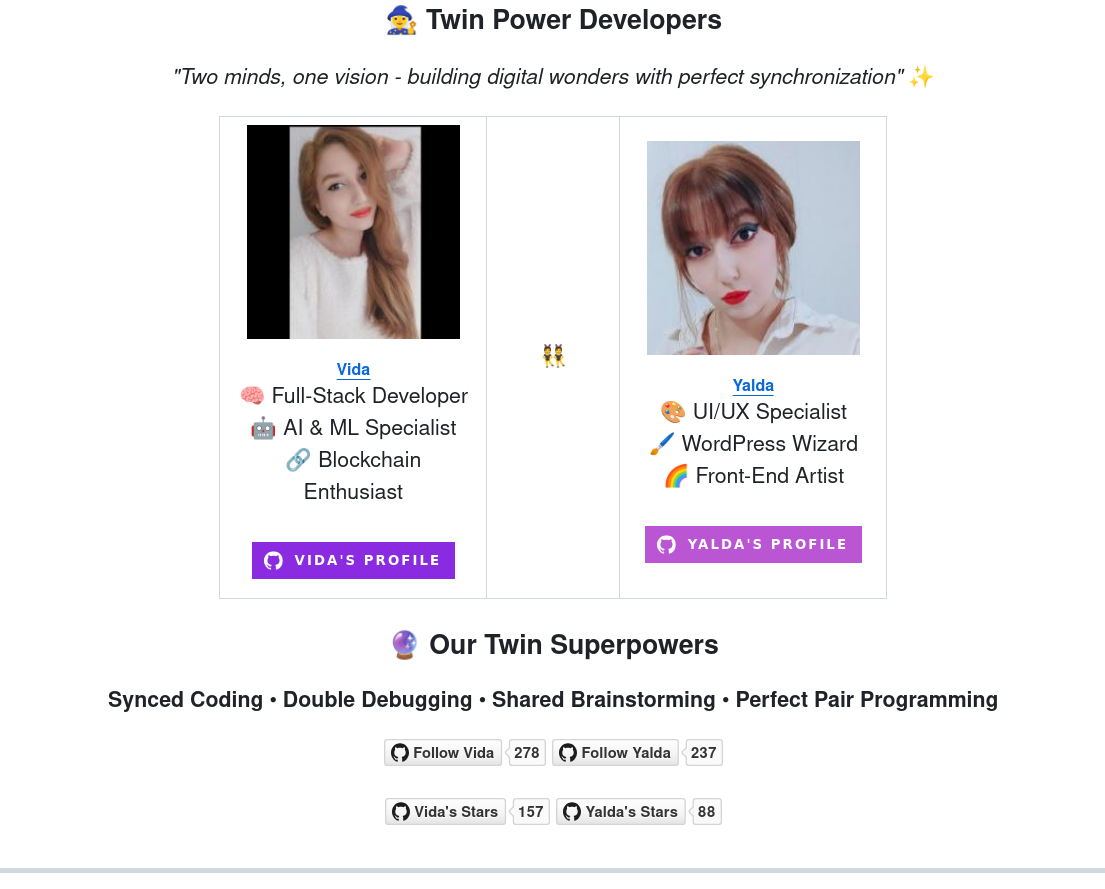 🧙‍♀️ Twin Power Developers
"Two minds, one vision - building digital wonders with perfect synchronization" ✨
Vida
🧠 Full-Stack Developer
🤖 AI & ML Specialist
🔗 Blockchain
Enthusiast
VIDA'S PROFILE
👯
Yalda
🎨 UI/UX Specialist
🖌️ WordPress Wizard
🌈 Front-End Artist
YALDA'S PROFILE
🔮 Our Twin Superpowers
Synced Coding • Double Debugging • Shared Brainstorming • Perfect Pair Programming
Follow Vida 278 Follow Yalda 237
Vida's Stars 157 Yalda's Stars 88